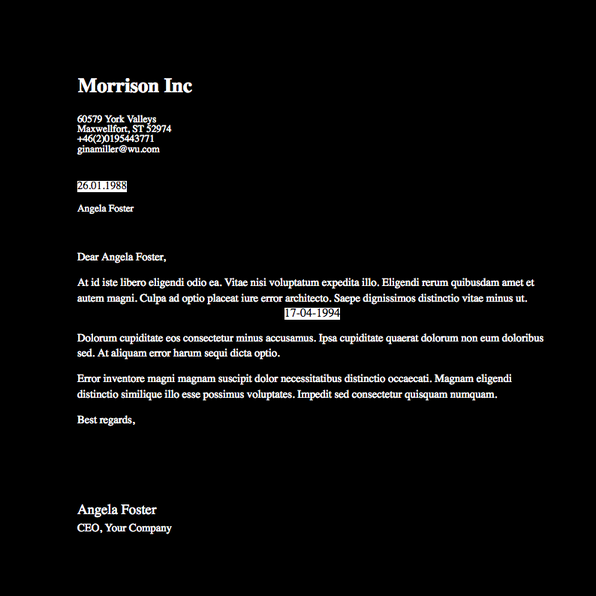 Morrison Inc
60579 York Valleys
Maxwellfort, ST 52974
+46(2)0195443771
ginamiller@wu.com
26.01.1988
Angela Foster
Dear Angela Foster,
At id iste libero eligendi odio ea. Vitae nisi voluptatum expedita illo. Eligendi rerum quibusdam amet et
autem magni. Culpa ad optio placeat iure error architecto. Saepe dignissimos distinctio vitae minus ut.
17-04-1994
Dolorum cupiditate eos consectetur minus accusamus. Ipsa cupiditate quaerat dolorum non eum doloribus
sed. At aliquam error harum sequi dicta optio.
Error inventore magni magnam suscipit dolor necessitatibus distinctio occaecati. Magnam eligendi
distinctio similique illo esse possimus voluptates. Impedit sed consectetur quisquam numquam.
Best regards,
Angela Foster
CEO, Your Company